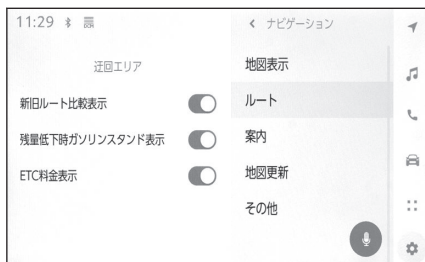 11:29
迂回エリア
新旧ルート比較表示
残量低下時ガソリンスタンド表示
ETC料金表示
ナビゲーション
地図表示
ルート
案内
地図更新
その他